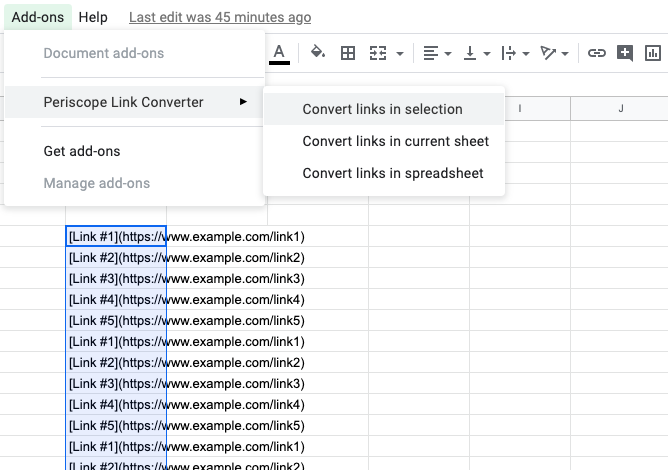 Add-ons Help Last edit was 45 minutes ago
Document add-ons
A
Periscope Link Converter
Convert links in selection
I J
Convert links in current sheet
Get add-ons
Convert links in spreadsheet
Manage add-ons
[Link #1](https://www.example.com/link1)
[Link #2](https://www.example.com/link2)
[Link #3](https://www.example.com/link3)
[Link #4](https://www.example.com/link4)
[Link #5](https://www.example.com/link5)
[Link #1](https://www.example.com/link1)
[Link #2](https://www.example.com/link2)
[Link #3](https://www.example.com/link3)
[Link #4](https://www.example.com/link4)
[Link #5](https://www.example.com/link5)
[Link #1](https://www.example.com/link1)
[Link #2](https://www.example.com/link2)